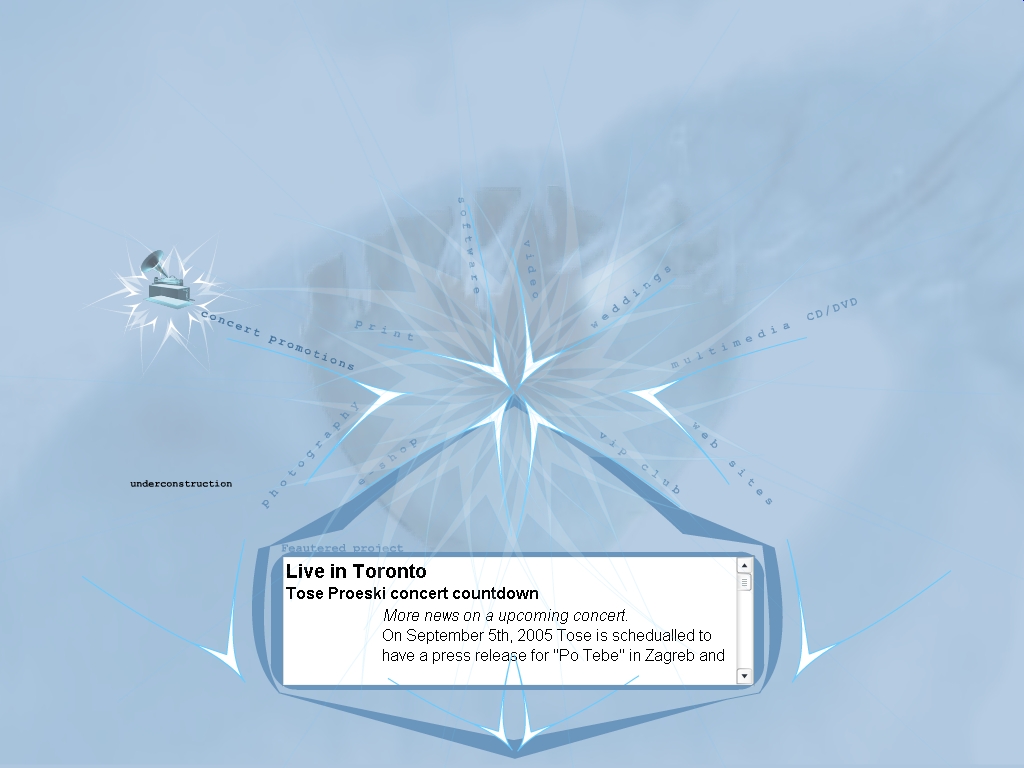 software
video
weddings
multimedia CD/DVD
print
concert promotions
photography
e-shop
vip club
web sites
underconstruction
Feautered project
Live in Toronto
Tose Proeski concert countdown
More news on a upcoming concert.
On September 5th, 2005 Tose is schedualled to
have a press release for "Po Tebe" in Zagreb and